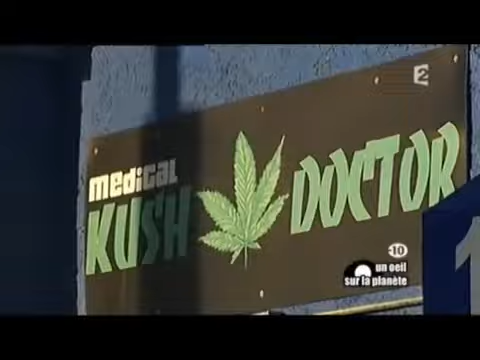 2
medical
KUSH
DOCTOR
-10
un oeil
sur la planète